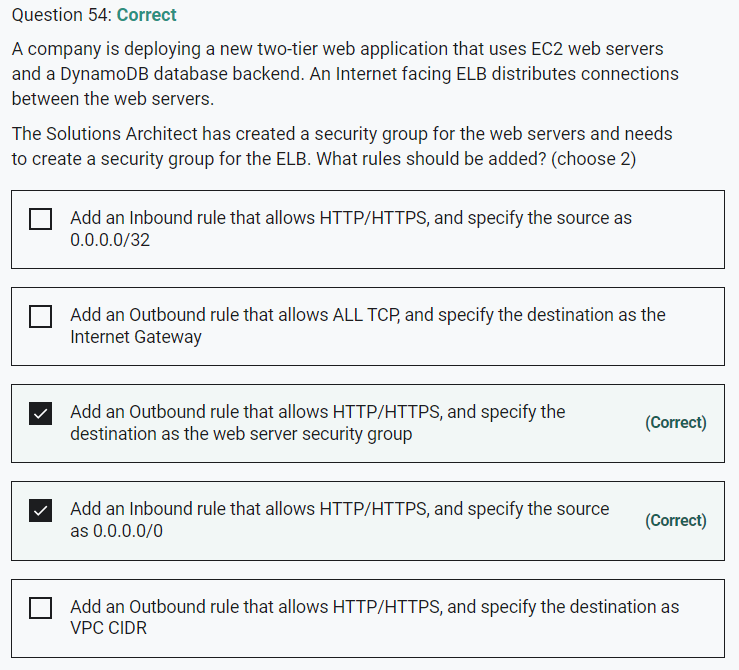 Question 54: Correct
A company is deploying a new two-tier web application that uses EC2 web servers
and a DynamoDB database backend. An Internet facing ELB distributes connections
between the web servers.
The Solutions Architect has created a security group for the web servers and needs
to create a security group for the ELB. What rules should be added? (choose 2)
Add an Inbound rule that allows HTTP/HTTPS, and specify the source as
0.0.0.0/32
Add an Outbound rule that allows ALL TCP, and specify the destination as the
Internet Gateway
Add an Outbound rule that allows HTTP/HTTPS, and specify the
destination as the web server security group
(Correct)
Add an Inbound rule that allows HTTP/HTTPS, and specify the source
as 0.0.0.0/0
(Correct)
Add an Outbound rule that allows HTTP/HTTPS, and specify the destination as
VPC CIDR